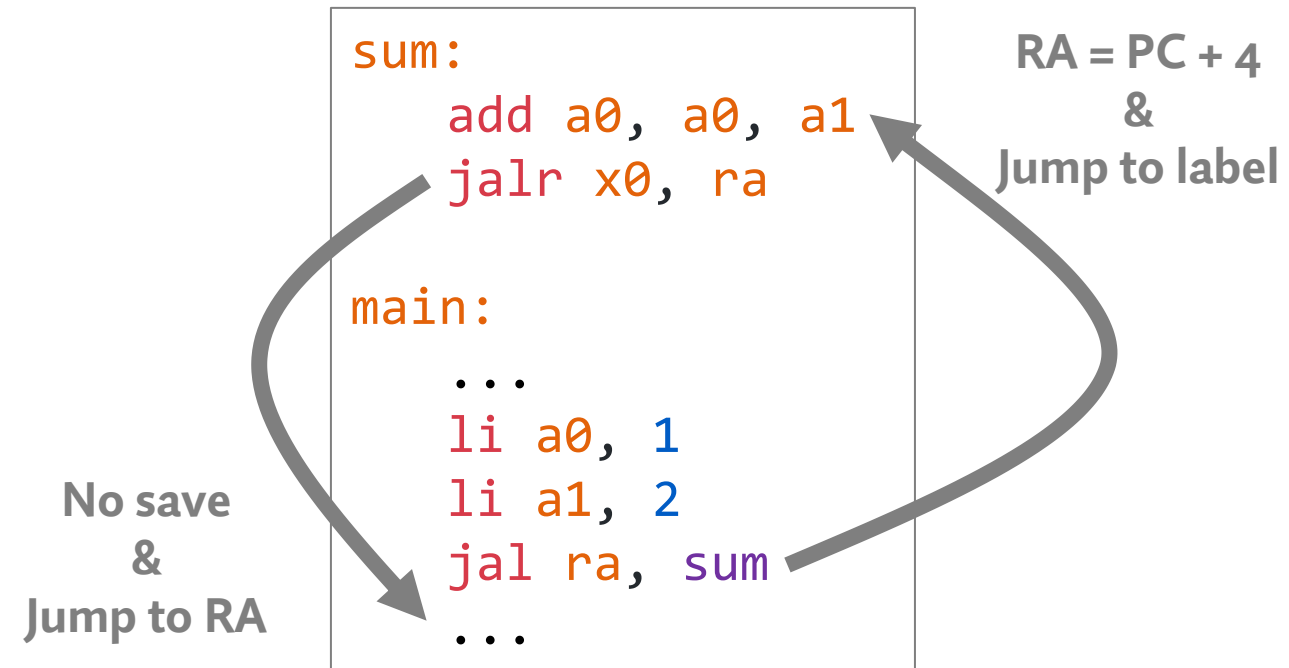 sum:
add a0, a0, a1
jalr x0, ra
main:
...
li a0, 1
li a1, 2
jal ra, sum
...
RA = PC + 4
&
Jump to label
No save
&
Jump to RA